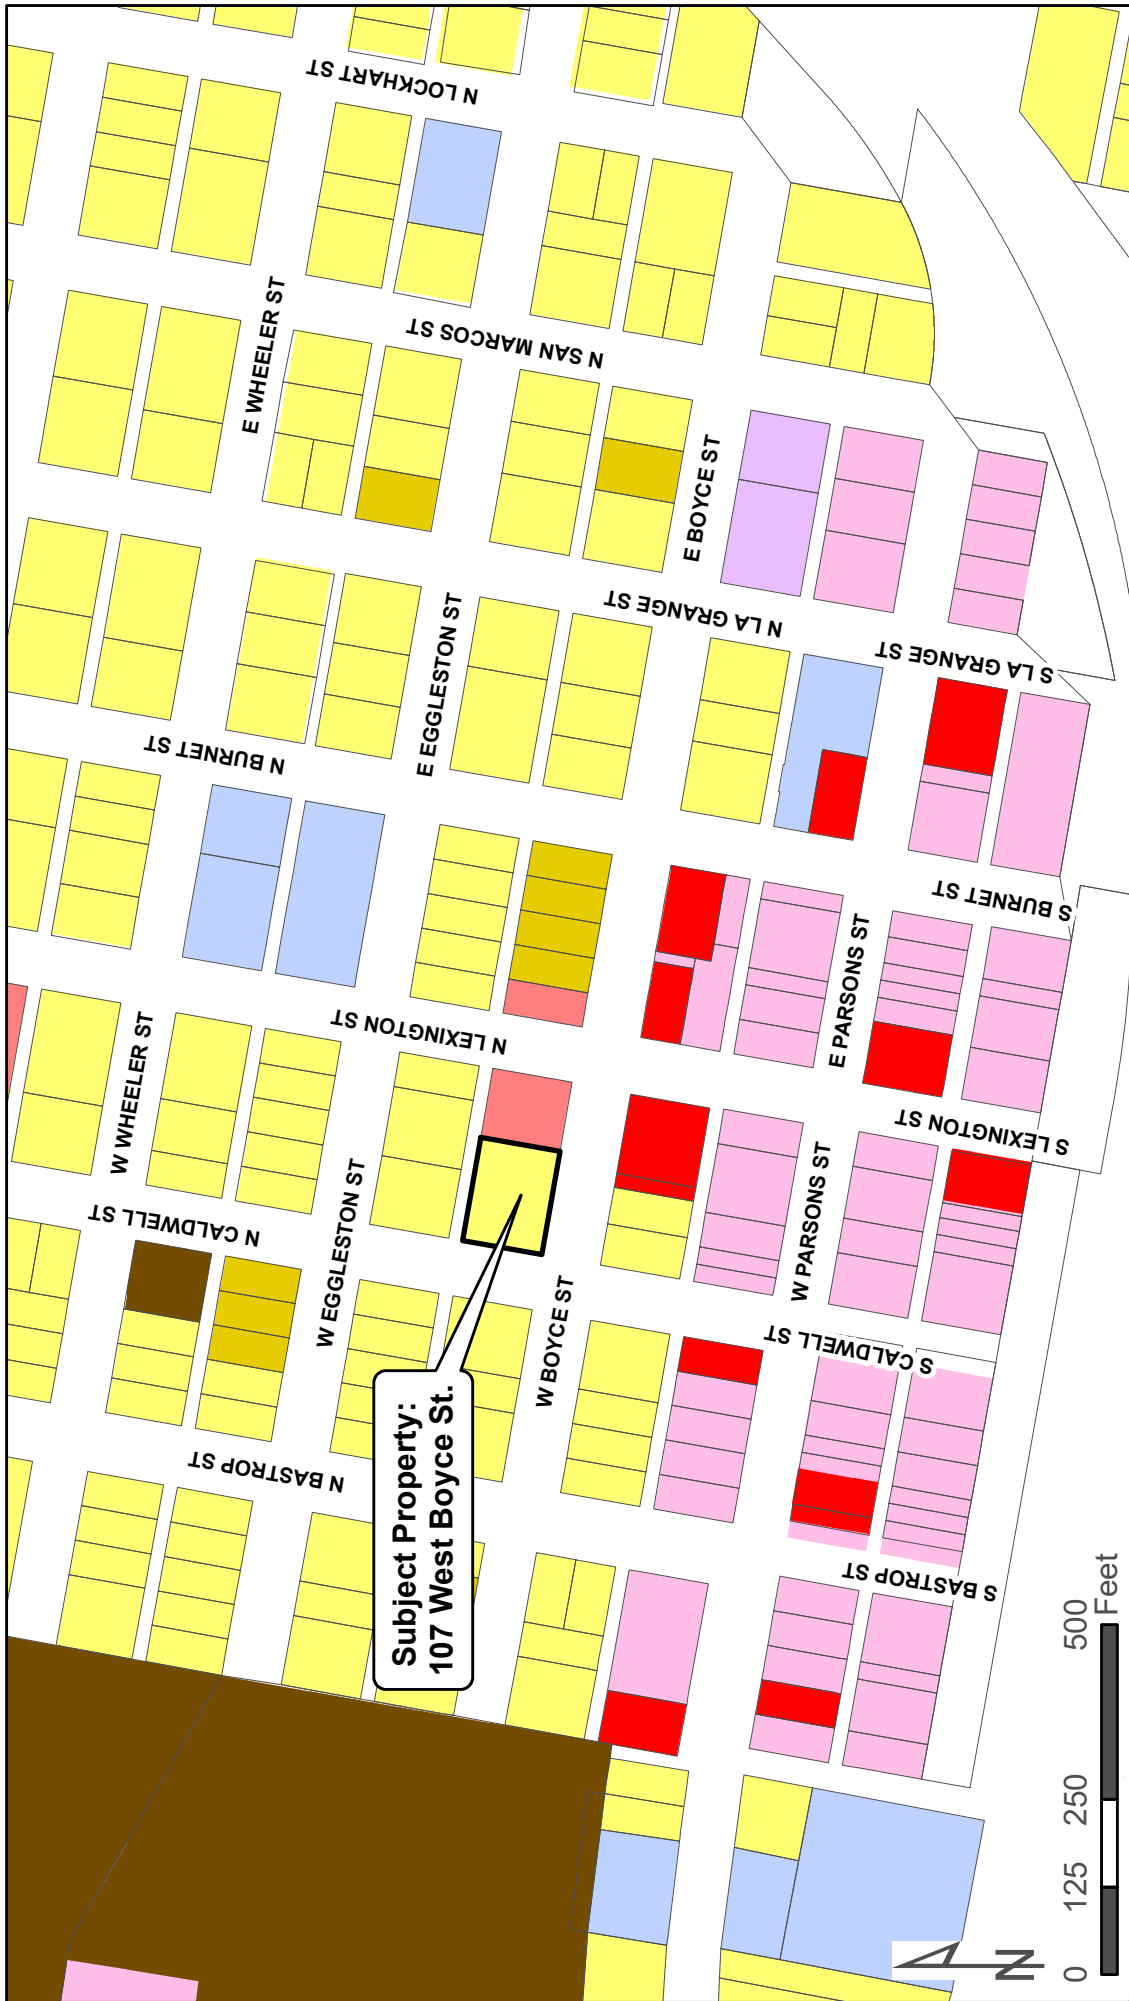 N LOCKHART ST
E WHEELER ST
N SAN MARCOS ST
E BOYCE ST
N LA GRANGE ST
S LA GRANGE ST
E EGGLESTON ST
N BURNET ST
S BURNET ST
E PARSONS ST
N LEXINGTON ST
S LEXINGTON ST
W WHEELER ST
W PARSONS ST
N CALDWELL ST
W EGGLESTON ST
S CALDWELL ST
W BOYCE ST
N BASTROP ST
S BASTROP ST
Subject Property:
107 West Boyce St.
0 125 250 500
Feet
N